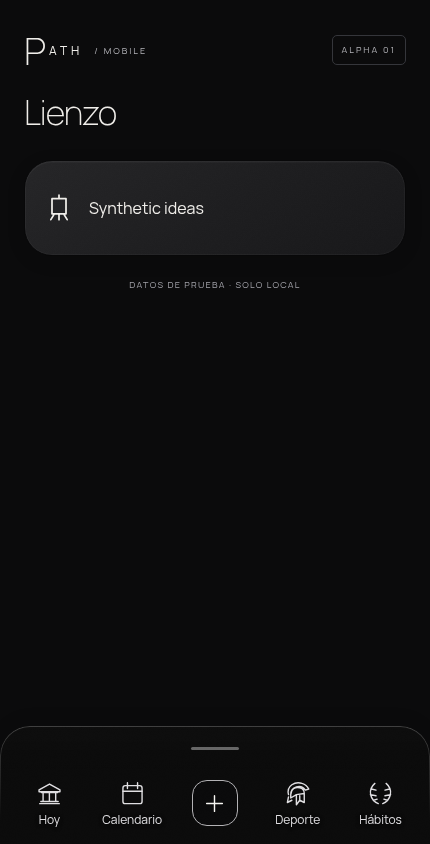 PATH / MOBILE
ALPHA 01
Lienzo
Synthetic ideas
DATOS DE PRUEBA · SOLO LOCAL
Hoy
Calendario
Deporte
Hábitos